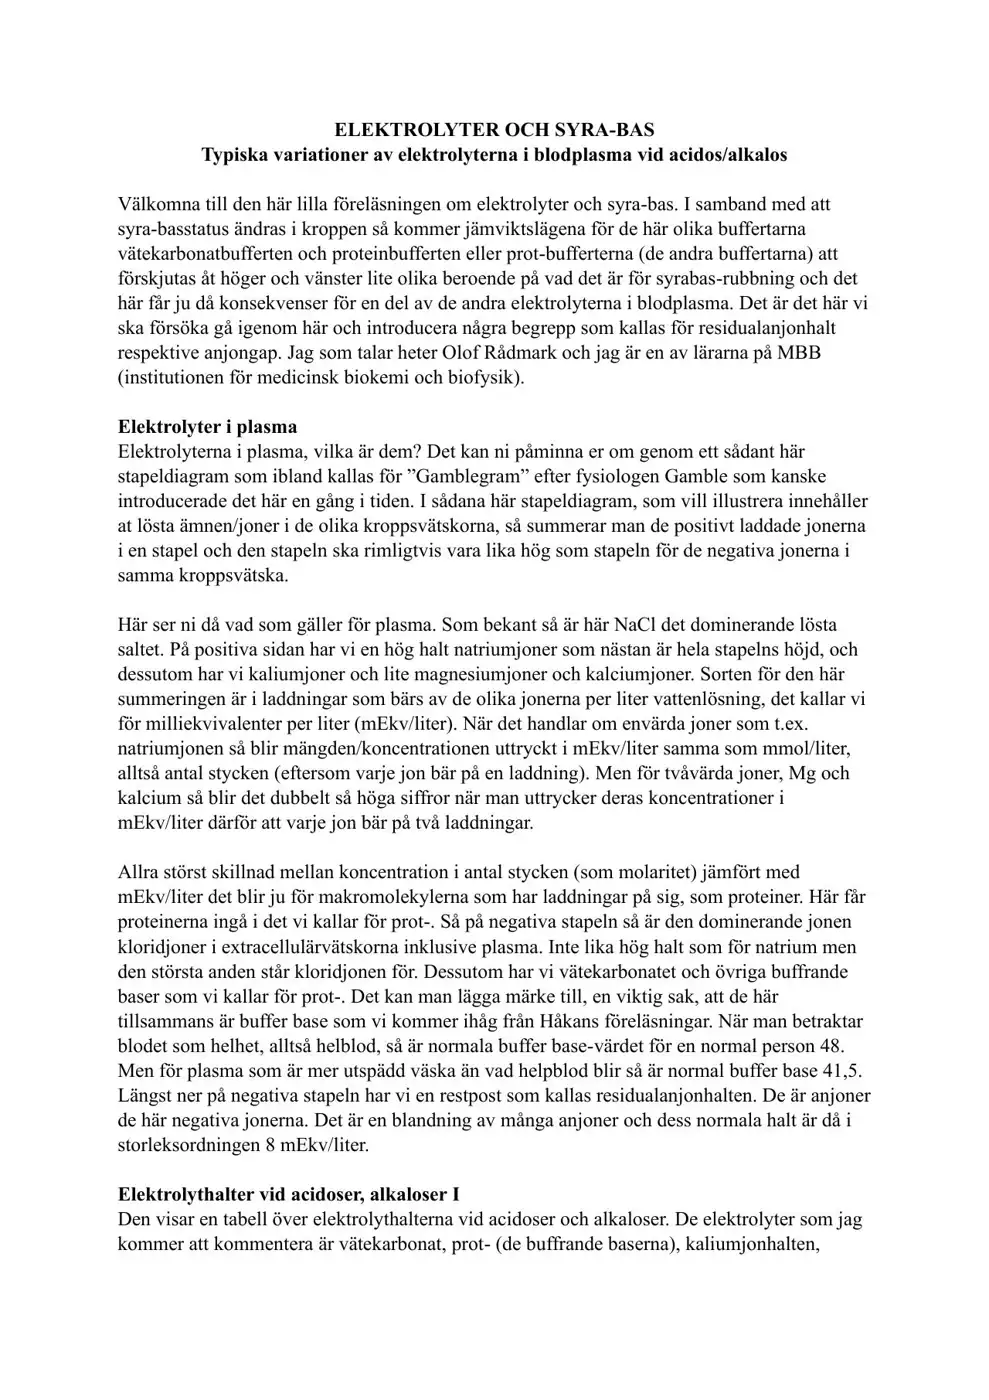 ELEKTROLYTER OCH SYRA-BAS
Typiska variationer av elektrolyterna i blodplasma vid acidos/alkalos
Välkomna till den här lilla föreläsningen om elektrolyter och syra-bas. I samband med att
syra-basstatus ändras i kroppen så kommer jämviktslägena för de här olika buffertarna
vätekarbonatbufferten och proteinbufferten eller prot-bufferterna (de andra buffertarna) att
förskjutas åt höger och vänster lite olika beroende på vad det är för syrabas-rubbning och det
här får ju då konsekvenser för en del av de andra elektrolyterna i blodplasma. Det är det här vi
ska försöka gå igenom här och introducera några begrepp som kallas för residualanjonhalt
respektive anjongap. Jag som talar heter Olof Rådmark och jag är en av lärarna på MBB
(institutionen för medicinsk biokemi och biofysik).
Elektrolyter i plasma
Elektrolyterna i plasma, vilka är dem? Det kan ni påminna er om genom ett sådant här
stapeldiagram som ibland kallas för ”Gamblegram” efter fysiologen Gamble som kanske
introducerade det här en gång i tiden. I sådana här stapeldiagram, som vill illustrera innehåller
at lösta ämnen/joner i de olika kroppsvätskorna, så summerar man de positivt laddade jonerna
i en stapel och den stapeln ska rimligtvis vara lika hög som stapeln för de negativa jonerna i
samma kroppsvätska.
Här ser ni då vad som gäller för plasma. Som bekant så är här NaCl det dominerande lösta
saltet. På positiva sidan har vi en hög halt natriumjoner som nästan är hela stapelns höjd, och
dessutom har vi kaliumjoner och lite magnesiumjoner och kalciumjoner. Sorten för den här
summeringen är i laddningar som bärs av de olika jonerna per liter vattenlösning, det kallar vi
för milliekvivalenter per liter (mEkv/liter). När det handlar om envärda joner som t.ex.
natriumjonen så blir mängden/koncentrationen uttryckt i mEkv/liter samma som mmol/liter,
alltså antal stycken (eftersom varje jon bär på en laddning). Men för tvåvärda joner, Mg och
kalcium så blir det dubbelt så höga siffror när man uttrycker deras koncentrationer i
mEkv/liter därför att varje jon bär på två laddningar.
Allra störst skillnad mellan koncentration i antal stycken (som molaritet) jämfört med
mEkv/liter det blir ju för makromolekylerna som har laddningar på sig, som proteiner. Här får
proteinerna ingå i det vi kallar för prot-. Så på negativa stapeln så är den dominerande jonen
kloridjoner i extracellulärvätskorna inklusive plasma. Inte lika hög halt som för natrium men
den största anden står kloridjonen för. Dessutom har vi vätekarbonatet och övriga buffrande
baser som vi kallar för prot-. Det kan man lägga märke till, en viktig sak, att de här
tillsammans är buffer base som vi kommer ihåg från Håkans föreläsningar. När man betraktar
blodet som helhet, alltså helblod, så är normala buffer base-värdet för en normal person 48.
Men för plasma som är mer utspädd väska än vad helpblod blir så är normal buffer base 41,5.
Längst ner på negativa stapeln har vi en restpost som kallas residualanjonhalten. De är anjoner
de här negativa jonerna. Det är en blandning av många anjoner och dess normala halt är då i
storleksordningen 8 mEkv/liter.
Elektrolythalter vid acidoser, alkaloser I
Den visar en tabell över elektrolythalterna vid acidoser och alkaloser. De elektrolyter som jag
kommer att kommentera är vätekarbonat, prot- (de buffrande baserna), kaliumjonhalten,